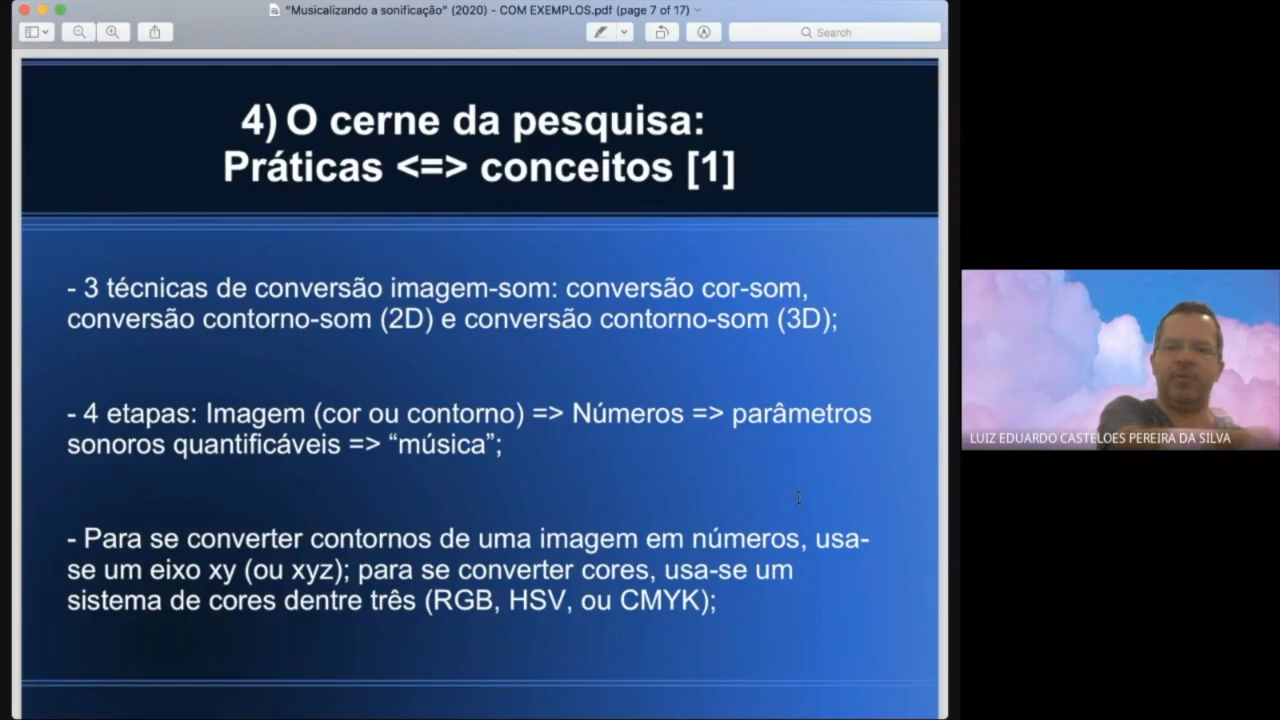 “Musicalizando a sonificação” (2020) - COM EXEMPLOS.pdf (page 7 of 17)
Search
4) O cerne da pesquisa:
Práticas <=> conceitos [1]
- 3 técnicas de conversão imagem-som: conversão cor-som,
conversão contorno-som (2D) e conversão contorno-som (3D);
- 4 etapas: Imagem (cor ou contorno) => Números => parâmetros
sonoros quantificáveis => “música”;
- Para se converter contornos de uma imagem em números, usa-
se um eixo xy (ou xyz); para se converter cores, usa-se um
sistema de cores dentre três (RGB, HSV, ou CMYK);
LUIZ EDUARDO CASTELOES PEREIRA DA SILVA